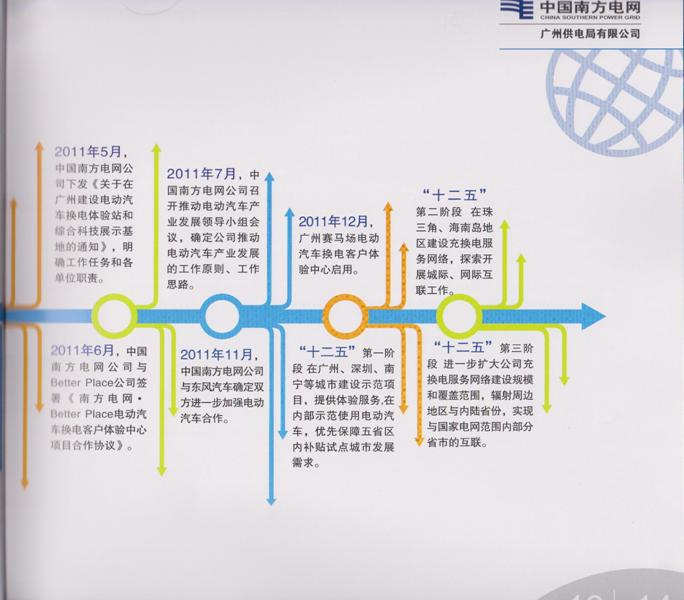 中国南方电网
CHINA SOUTHERN POWER GRID
广州供电局有限公司
2011年5月,
中国南方电网公
司下发《关于在
广州建设电动汽
车换电体验站和
综合科技展示基
地的通知》,明
确工作任务和各
单位职责。
2011年7月,中
国南方电网公司召
开推动电动汽车产
业发展领导小组会
议,确定公司推动
电动汽车产业发展
的工作原则、工作
思路。
2011年12月,
广州赛马场电动
汽车换电客户体
验中心启用。
“十二五”
第二阶段 在珠
三角、海南岛地
区建设充换电服
务网络,探索开
展城际、网际互
联工作。
2011年6月,中国
南方电网公司与
Better Place公司签
署《南方电网·
Better Place电动汽
车换电客户体验中心
项目合作协议》。
2011年11月,
中国南方电网公司
与东风汽车确定双
方进一步加强电动
汽车合作。
“十二五” 第一阶
段 在广州、深圳、南
宁等城市建设示范项
目,提供体验服务,在
内部示范使用电动汽
车,优先保障五省区
内补贴试点城市发展
需求。
“十二五” 第三阶
段 进一步扩大公司充
换电服务网络建设规模
和覆盖范围,辐射周边
地区与内陆省份,实现
与国家电网范围内部分
省市的互联。